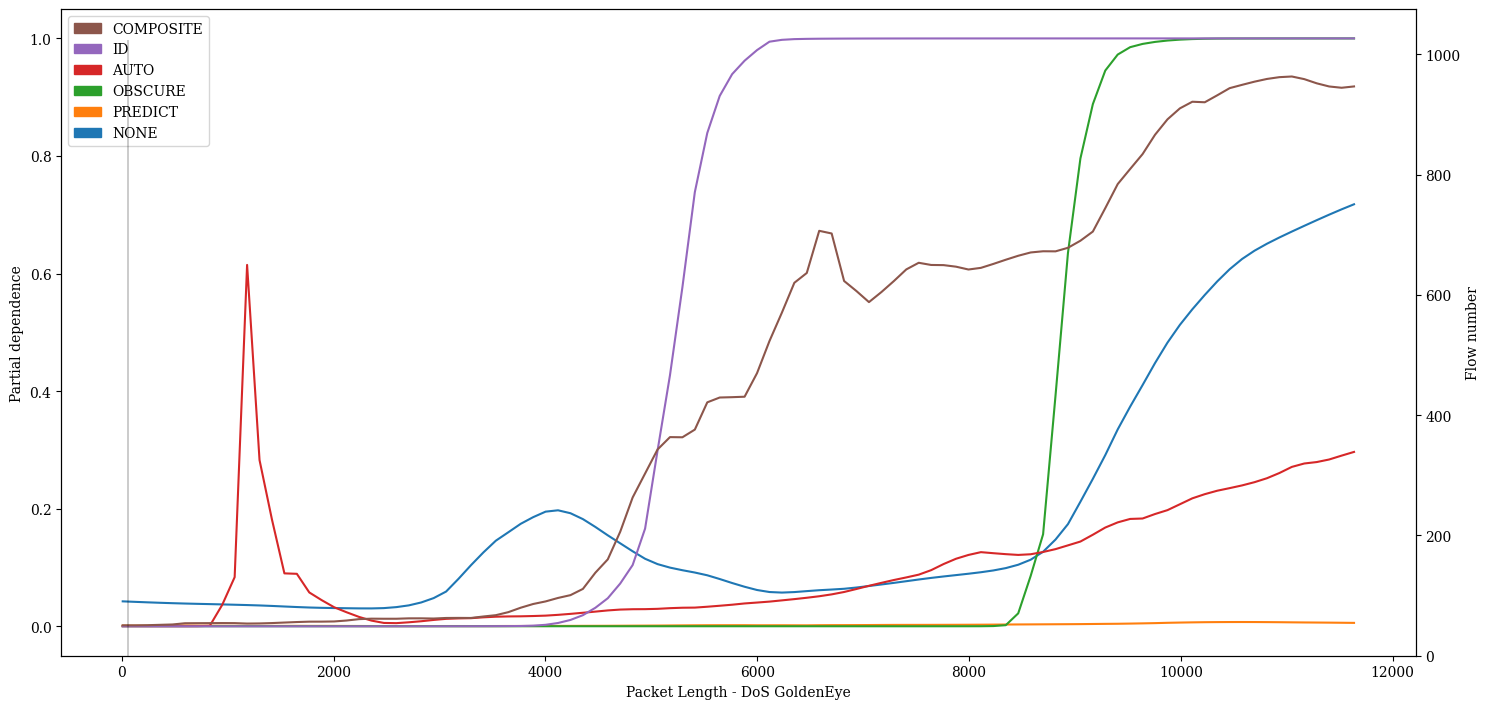 COMPOSITE
ID
AUTO
OBSCURE
PREDICT
NONE
Partial dependence
1.0
0.8
0.6
0.4
0.2
0.0
0
2000
4000
6000
8000
10000
12000
Packet Length - DoS GoldenEye
1000
800
600
400
200
0
Flow number